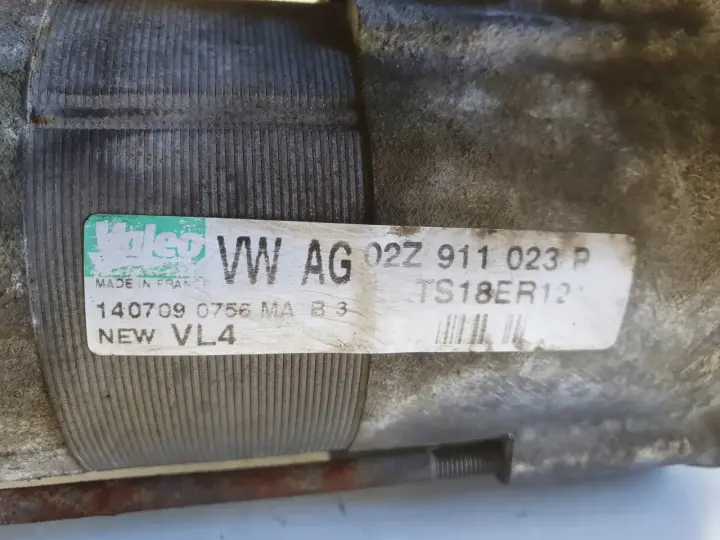 Valeo VW AG 02Z 911 023 P
MADE IN FRANCE TS18ER12
140709 0756 MA B 3
NEW VL4